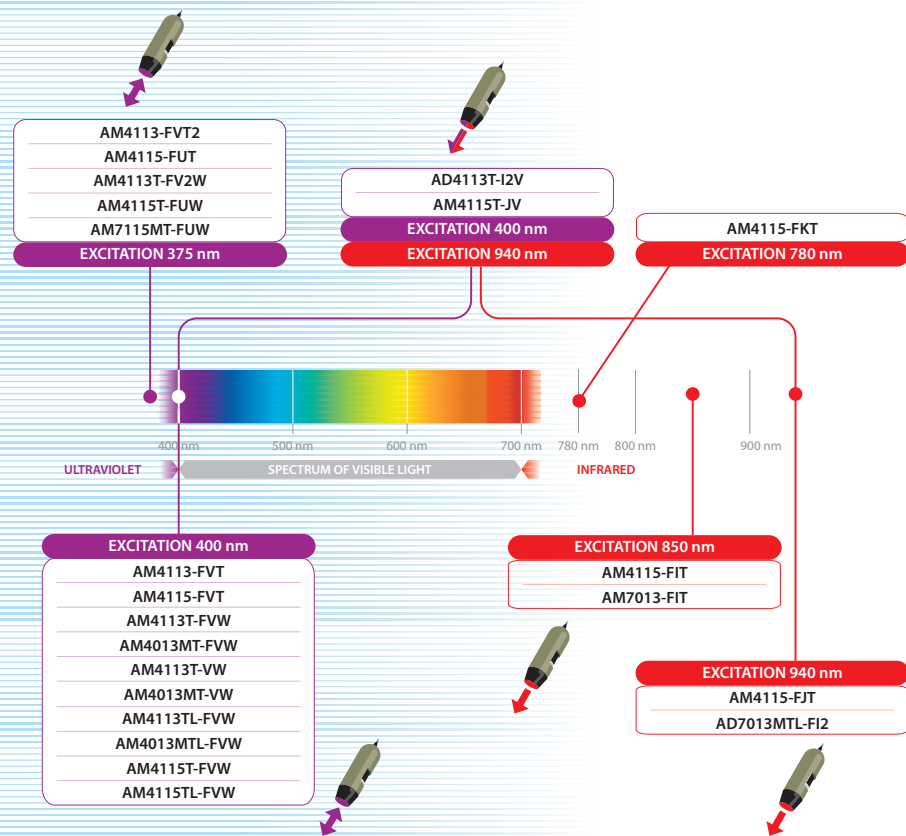 AM4113-FVT2
AM4115-FUT
AM4113T-FV2W
AM4115T-FUW
AM7115MT-FUW
EXCITATION 375 nm
AD4113T-I2V
AM4115T-JV
EXCITATION 400 nm
EXCITATION 940 nm
AM4115-FKT
EXCITATION 780 nm
400 nm
500 nm
600 nm
700 nm
780 nm
800 nm
900 nm
ULTRAVIOLET
SPECTRUM OF VISIBLE LIGHT
INFRARED
EXCITATION 400 nm
AM4113-FVT
AM4115-FVT
AM4113T-FVW
AM4013MT-FVW
AM4113T-VW
AM4013MT-VW
AM4113TL-FVW
AM4013MTL-FVW
AM4115T-FVW
AM4115TL-FVW
EXCITATION 850 nm
AM4115-FIT
AM7013-FIT
EXCITATION 940 nm
AM4115-FJT
AD7013MTL-FI2